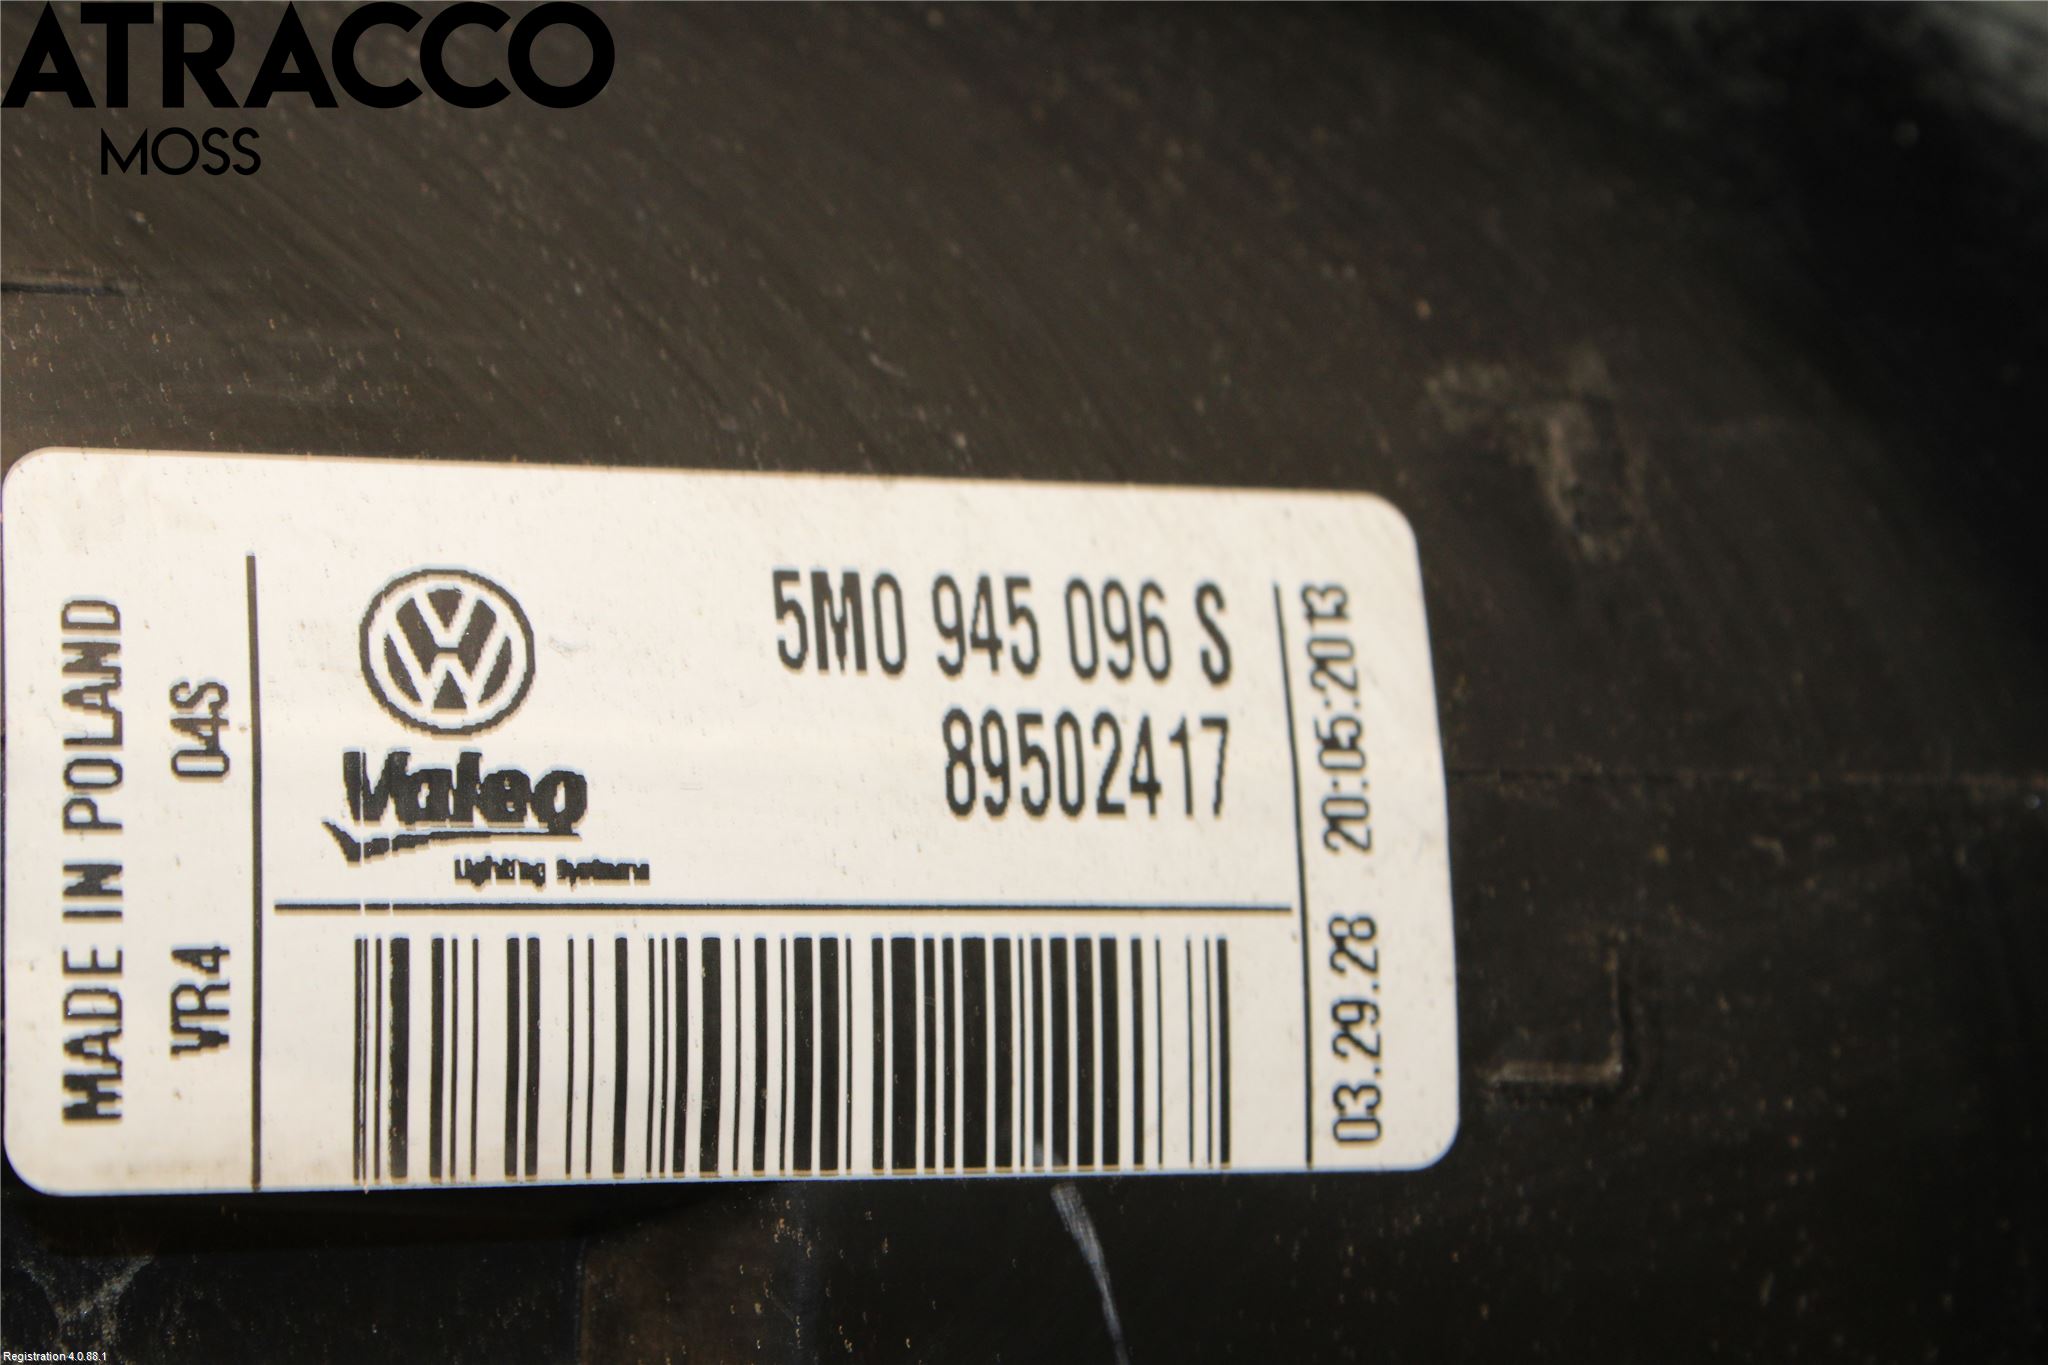 ATRACCO
MOSS
MADE IN POLAND
VR4 04S
5M0 945 096 S
89502417
Valeo
Lighting Systems
03.29.28 20:05:2013
Registration 4.0.88.1